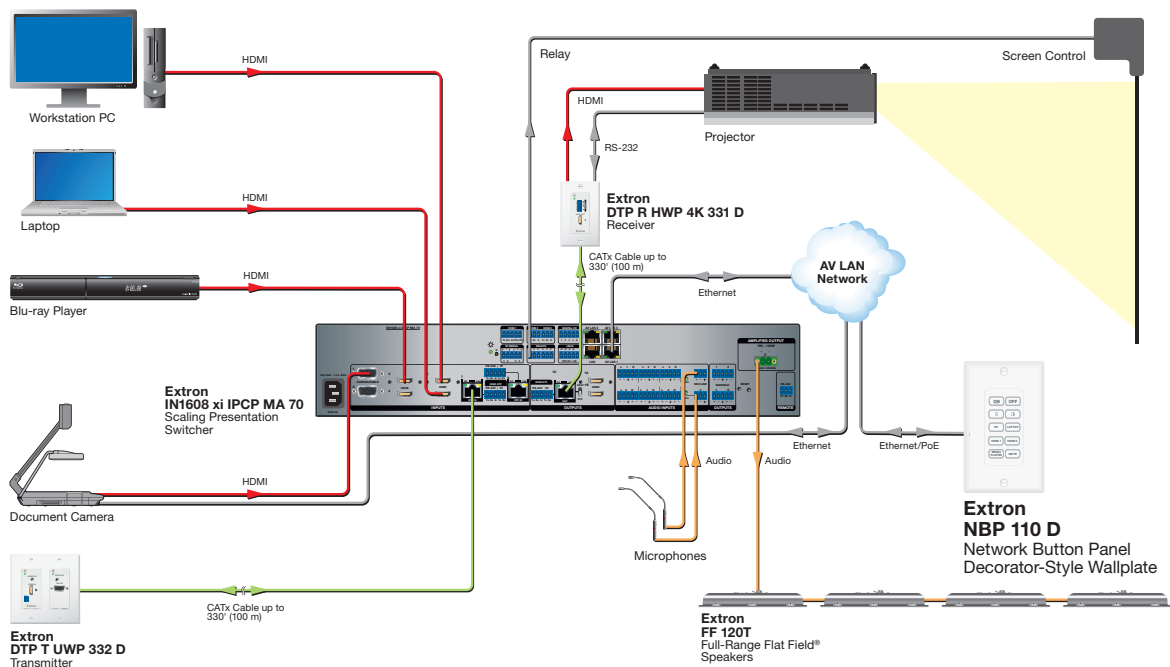 HDMI
Workstation PC
HDMI
Laptop
HDMI
Blu-ray Player
Relay
Screen Control
HDMI
Projector
RS-232
Extron
DTP R HWP 4K 331 D
Receiver
CATx Cable up to
330' (100 m)
AV LAN
Network
Ethernet
Extron
IN1608 xi IPCP MA 70
Scaling Presentation
Switcher
AMPLIFIED OUTPUT
INPUTS
OUTPUTS
AUDIO INPUTS
OUTPUTS
REMOTE
Ethernet
Ethernet/PoE
ON OFF
Audio
Audio
HDMI
Document Camera
Microphones
Extron
NBP 110 D
Network Button Panel
Decorator-Style Wallplate
CATx Cable up to
330' (100 m)
Extron
DTP T UWP 332 D
Transmitter
Extron
FF 120T
Full-Range Flat Field®
Speakers